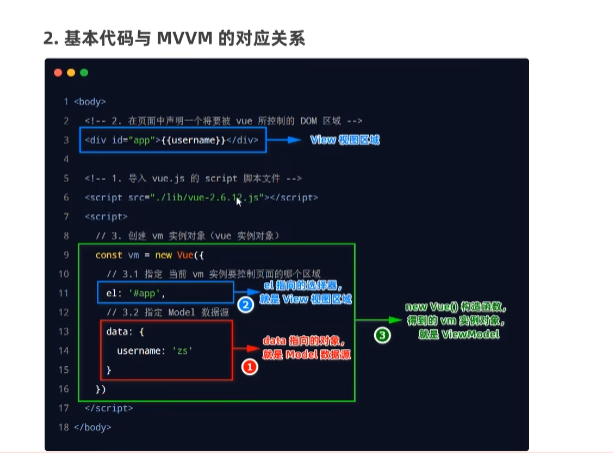 2. 基本代码与 MVVM 的对应关系
1 <body>
2 <!-- 2. 在页面中声明一个将要被 vue 所控制的 DOM 区域 -->
3 <div id="app">{{username}}</div>
View 视图区域
4
5 <!-- 1. 导入 vue.js 的 script 脚本文件 -->
6 <script src="./lib/vue-2.6.12.js"></script>
7 <script>
8 // 3. 创建 vm 实例对象（vue 实例对象）
9 const vm = new Vue({
10 // 3.1 指定 当前 vm 实例要控制页面的哪个区域
11 el: '#app',
② el 指向的选择器，
就是 View 视图区域
12 // 3.2 指定 Model 数据源
13 data: {
14 username: 'zs'
15 }
① data 指向的对象，
就是 Model 数据源
16 })
③ new Vue() 构造函数，
得到的 vm 实例对象，
就是 ViewModel
17 </script>
18 </body>